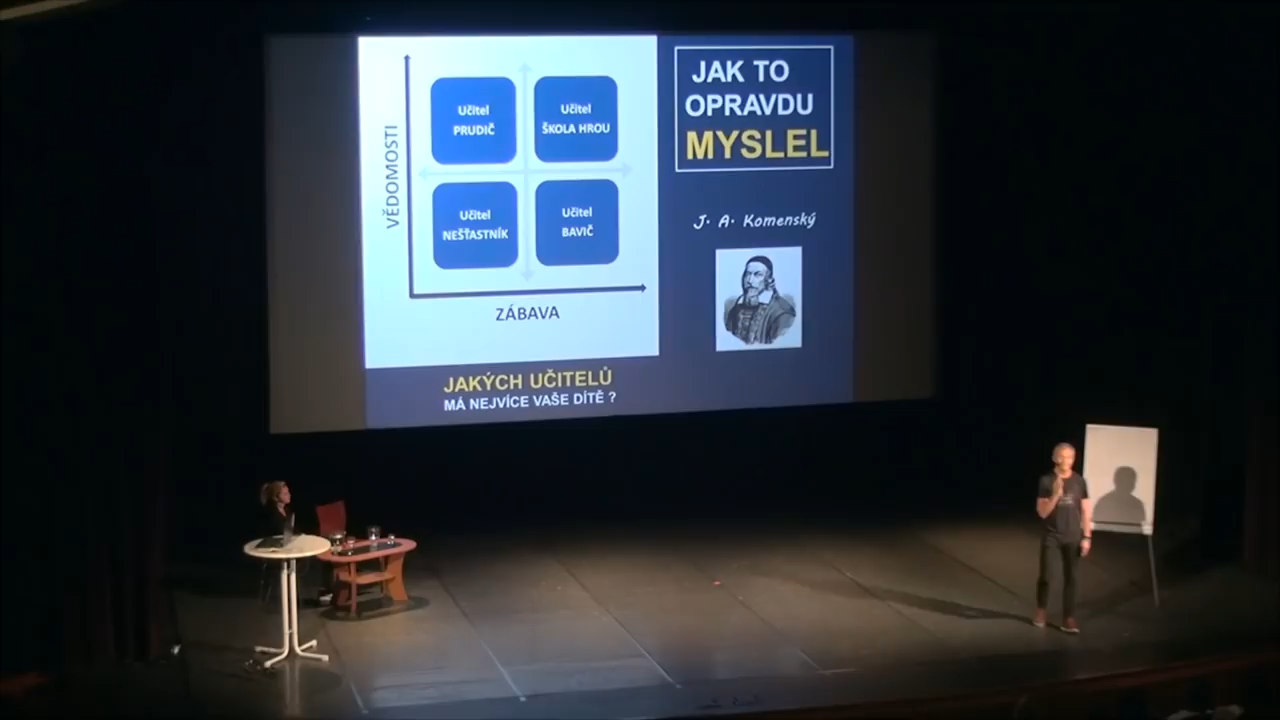 VĚDOMOSTI
Učitel
PRUDIČ
Učitel
ŠKOLA HROU
Učitel
NEŠŤASTNÍK
Učitel
BAVIČ
ZÁBAVA
JAKÝCH UČITELŮ
MÁ NEJVÍCE VAŠE DÍTĚ ?
JAK TO
OPRAVDU
MYSLEL
J. A. Komenský